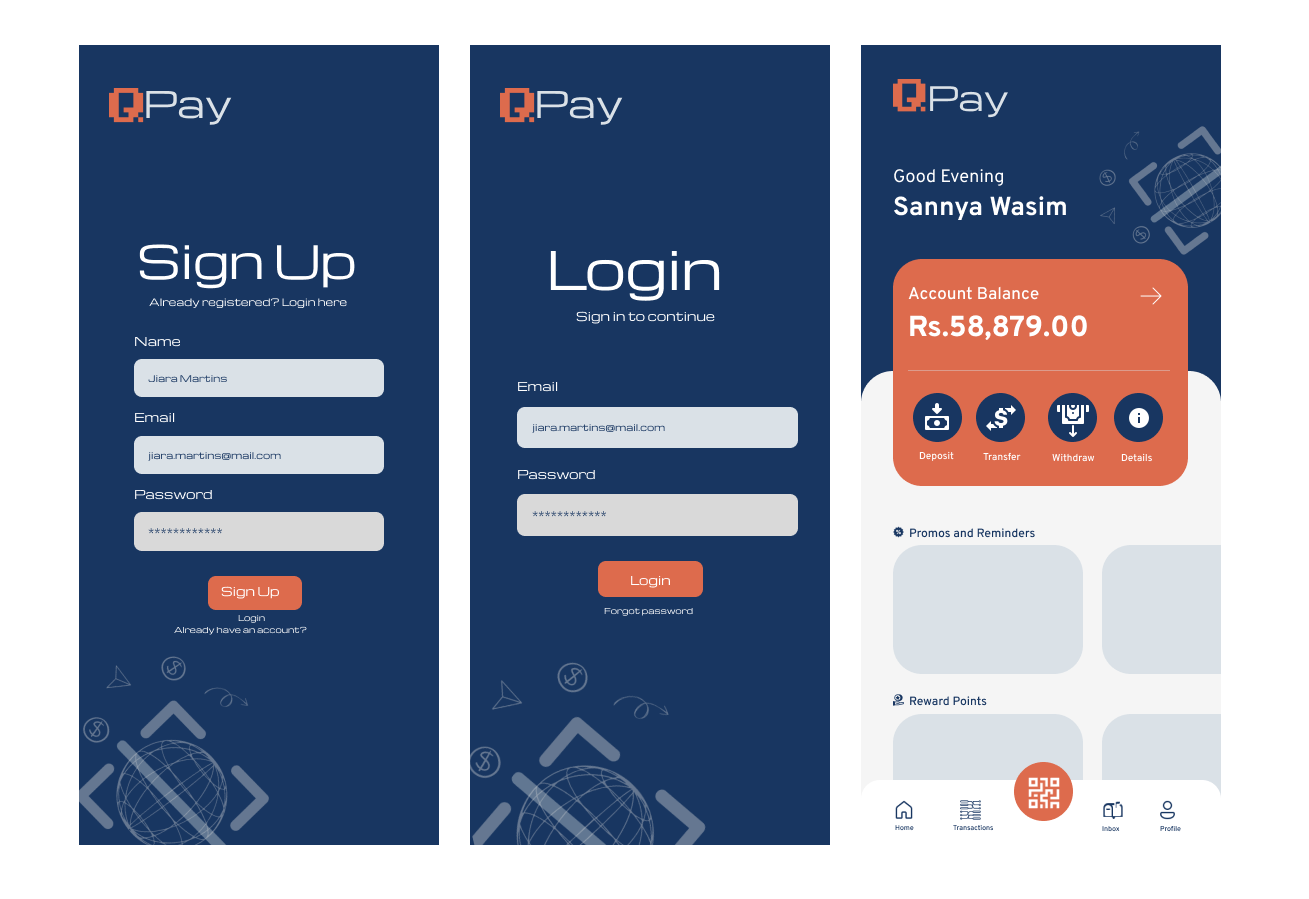 QPay
Sign Up
Already registered? Login here
Name
Jiara Martins
Email
jiara.martins@mail.com
Password
************
Sign Up
Login
Already have an account?
QPay
Login
Sign in to continue
Email
jiara.martins@mail.com
Password
************
Login
Forgot password
QPay
Good Evening
Sannya Wasim
Account Balance
Rs.58,879.00
Deposit
Transfer
Withdraw
Details
Promos and Reminders
Reward Points
Home
Transactions
Inbox
Profile